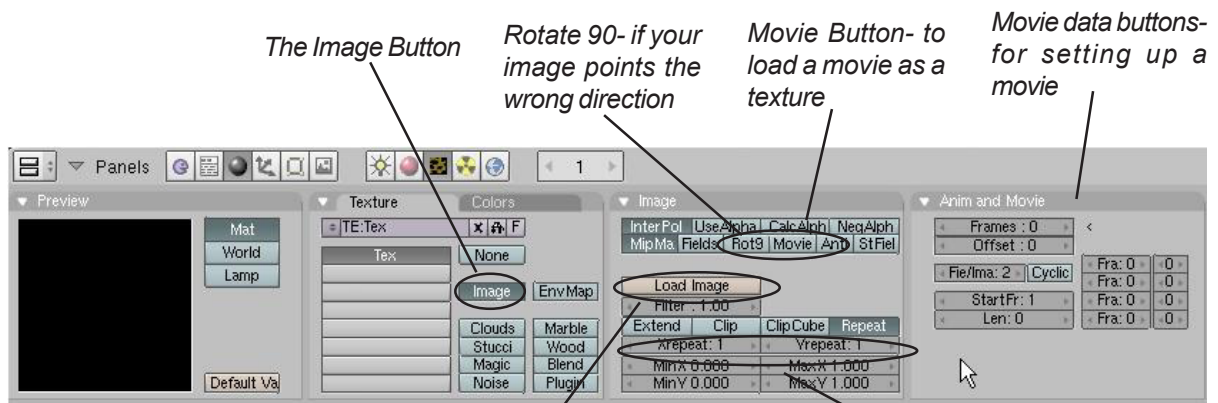 The Image Button
Rotate 90- if your
image points the
wrong direction
Movie Button- to
load a movie as a
texture
Movie data buttons-
for setting up a
movie
Panels
1
Preview
Mat
World
Lamp
Default Va
Texture
Colors
TE:Tex
X
F
Tex
None
Image
EnvMap
Clouds
Marble
Stucci
Wood
Magic
Blend
Noise
Plugin
Image
InterPol UseAlpha CalcAlph NegAlph
MipMa Fields Rot9 Movie Anti StFiel
Load Image
Filter : 1.00
Extend Clip ClipCube Repeat
Xrepeat: 1 Yrepeat: 1
MinX 0.000 MaxX 1.000
MinY 0.000 MaxY 1.000
Anim and Movie
Frames : 0 <
Offset : 0
Fie/Ima: 2 Cyclic
StartFr: 1
Len: 0
Fra: 0 0
Fra: 0 0
Fra: 0 0
Fra: 0 0